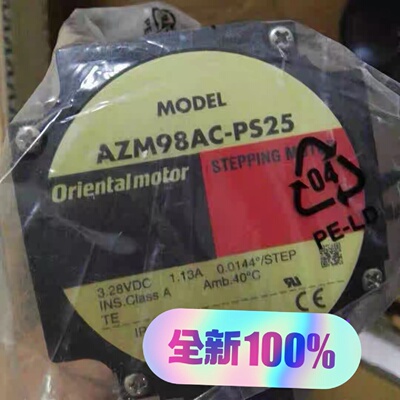 MODEL
AZM98AC-PS25
Orientalmotor
STEPPING
04
PE-LD
3.28VDC 1.13A 0.0144°/STEP
INS.Class A Amb.40°C
TE
CE
全新100%